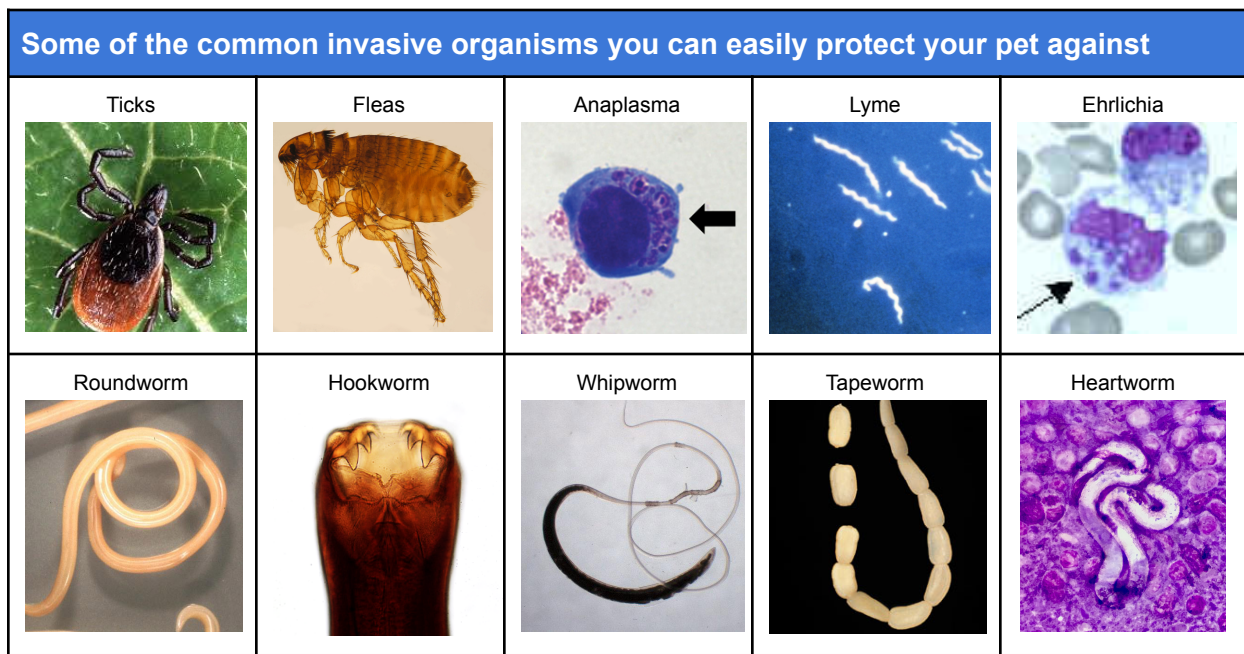 Some of the common invasive organisms you can easily protect your pet against
Ticks
Fleas
Anaplasma
Lyme
Ehrlichia
Roundworm
Hookworm
Whipworm
Tapeworm
Heartworm